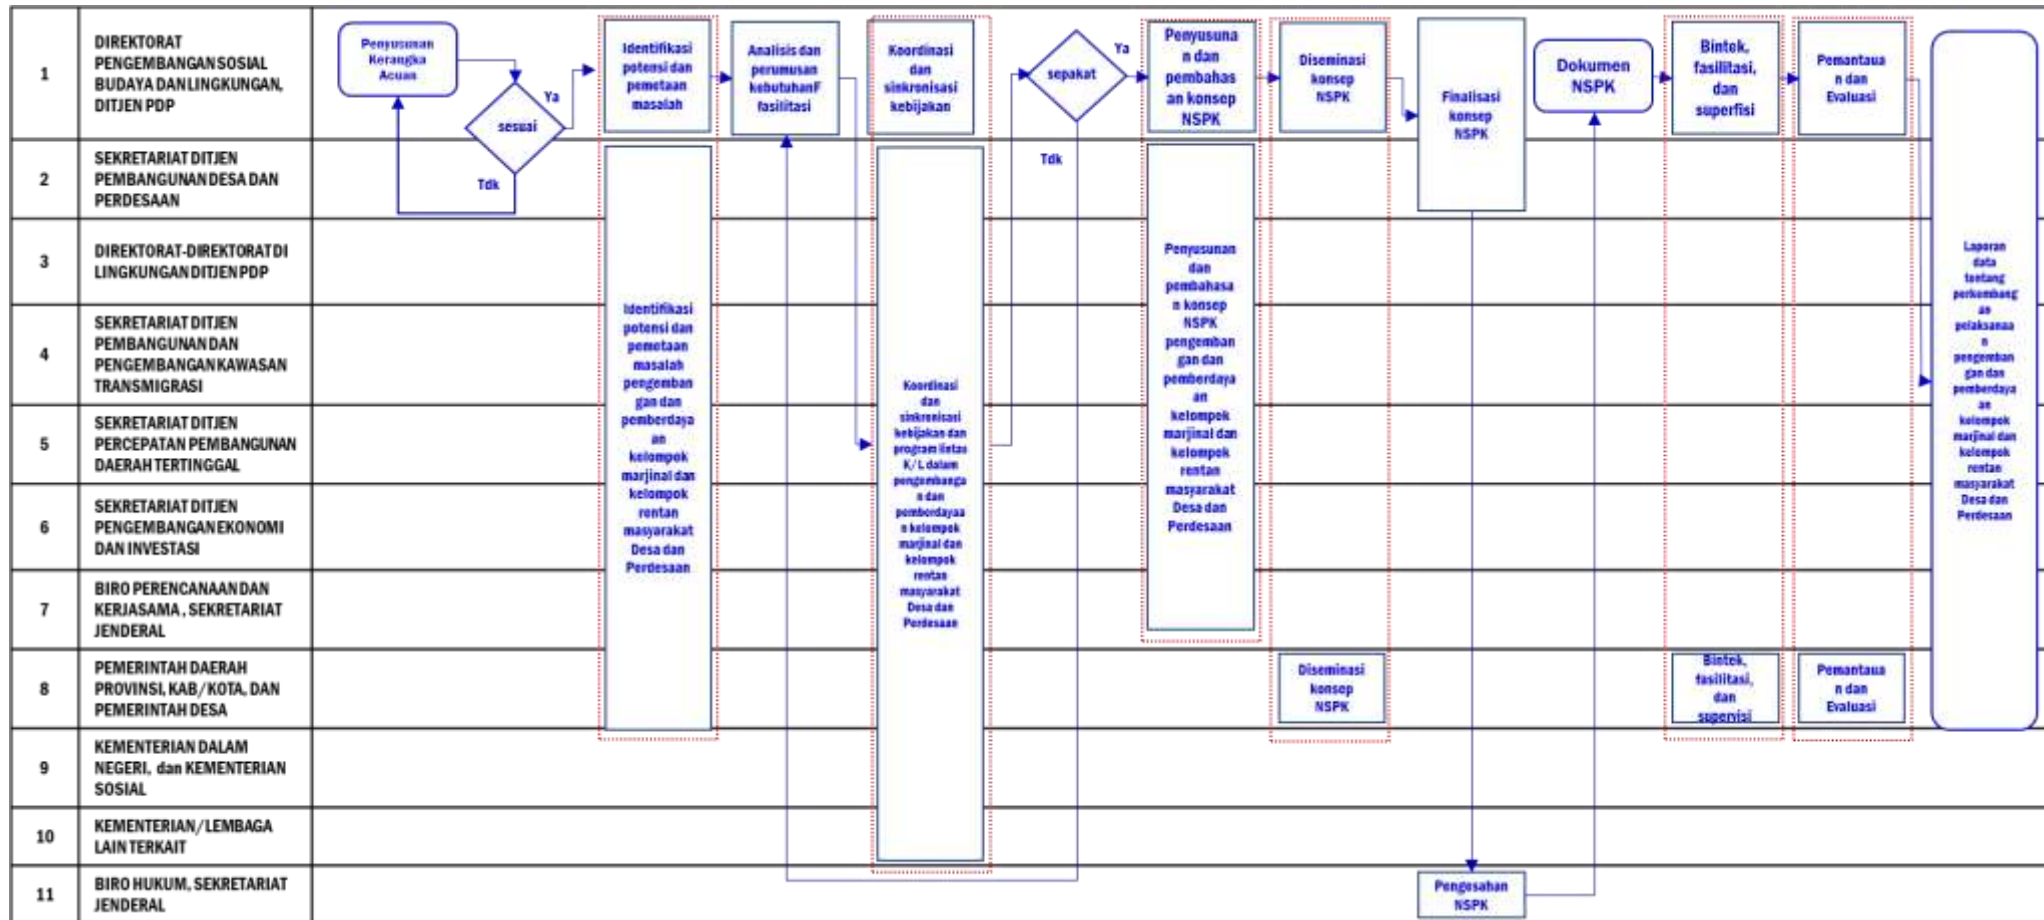 1
DIREKTORAT
PENGEMBANGAN SOSIAL
BUDAYA DAN LINGKUNGAN,
DITJEN PDP
Penyusunan
Kerangka
Acuan
sesuai
Ya
Tdk
Identifikasi
potensi dan
pemetaan
masalah
Analisis dan
perumusan
kebutuhanF
fasilitasi
Koordinasi
dan
sinkronisasi
kebijakan
sepakat
Ya
Tdk
Penyusuna
n dan
pembahas
an konsep
NSPK
Diseminasi
konsep
NSPK
Finalisasi
konsep
NSPK
Dokumen
NSPK
Bintek,
fasilitasi,
dan
superfisi
Pemantaua
n dan
Evaluasi
2
SEKRETARIAT DITJEN
PEMBANGUNAN DESA DAN
PERDESAAN
3
DIREKTORAT-DIREKTORAT DI
LINGKUNGAN DITJEN PDP
4
SEKRETARIAT DITJEN
PEMBANGUNAN DAN
PENGEMBANGAN KAWASAN
TRANSMIGRASI
5
SEKRETARIAT DITJEN
PERCEPATAN PEMBANGUNAN
DAERAH TERTINGGAL
6
SEKRETARIAT DITJEN
PENGEMBANGAN EKONOMI
DAN INVESTASI
7
BIRO PERENCANAAN DAN
KERJASAMA , SEKRETARIAT
JENDERAL
8
PEMERINTAH DAERAH
PROVINSI, KAB/KOTA, DAN
PEMERINTAH DESA
9
KEMENTERIAN DALAM
NEGERI, dan KEMENTERIAN
SOSIAL
10
KEMENTERIAN/LEMBAGA
LAIN TERKAIT
11
BIRO HUKUM, SEKRETARIAT
JENDERAL
Identifikasi
potensi dan
pemetaan
masalah
pengemban
gan dan
pemberdaya
an
kelompok
marjinal dan
kelompok
rentan
masyarakat
Desa dan
Perdesaan
Koordinasi
dan
sinkronisasi
kebijakan dan
program lintas
K/L dalam
pengembanga
n dan
pemberdayaa
n kelompok
marjinal dan
kelompok
rentan
masyarakat
Desa dan
Perdesaan
Penyusunan
dan
pembahasa
n konsep
NSPK
pengemban
gan dan
pemberdaya
an
kelompok
marjinal dan
kelompok
rentan
masyarakat
Desa dan
Perdesaan
Diseminasi
konsep
NSPK
Pengesahan
NSPK
Bintek,
fasilitasi,
dan
supervisi
Pemantaua
n dan
Evaluasi
Laporan
data
tentang
perkembang
an
pelaksanaa
n
pengemban
gan dan
pemberdaya
an
kelompok
marjinal dan
kelompok
rentan
masyarakat
Desa dan
Perdesaan